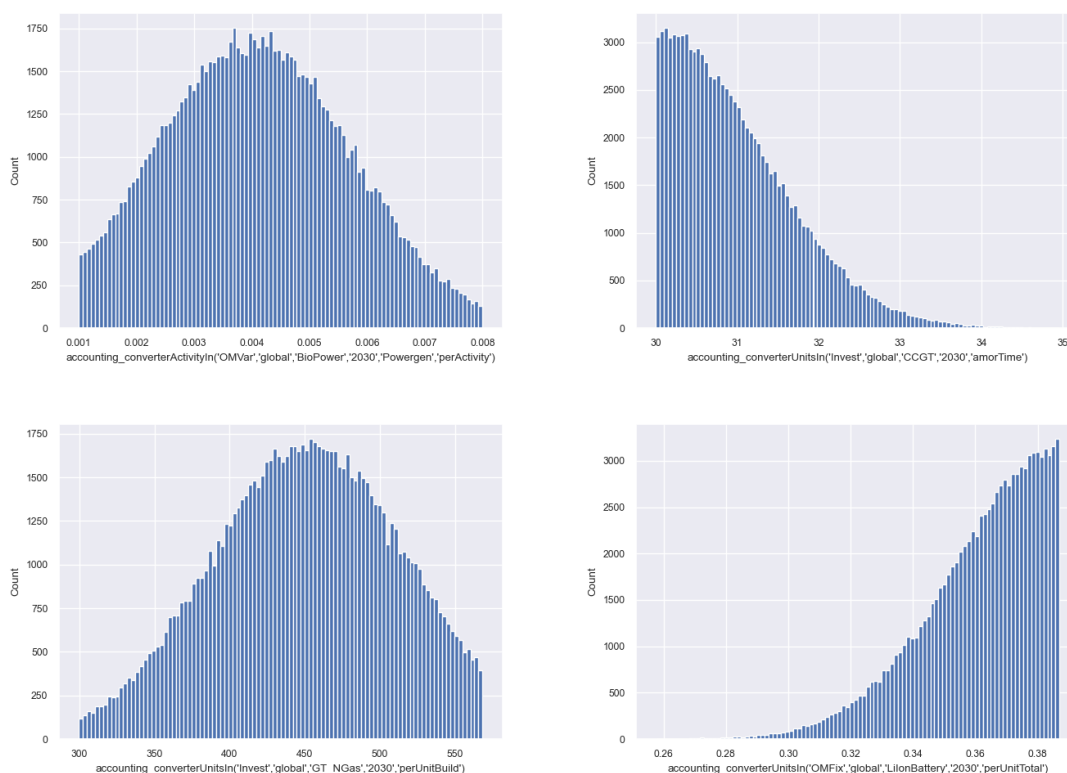 1750
1500
1250
1000
750
500
250
0
Count
0.001 0.002 0.003 0.004 0.005 0.006 0.007 0.008
accounting_converterActivityIn('OMVar','global','BioPower','2030','Powergen','perActivity')
3000
2500
2000
1500
1000
500
0
Count
30 31 32 33 34 35
accounting_converterUnitsIn('Invest','global','CCGT','2030','amorTime')
1750
1500
1250
1000
750
500
250
0
Count
300 350 400 450 500 550
accounting_converterUnitsIn('Invest','global','GT_NGas','2030','perUnitBuild')
3000
2500
2000
1500
1000
500
0
Count
0.26 0.28 0.30 0.32 0.34 0.36 0.38
accounting_converterUnitsIn('OMFix','global','LiIonBattery','2030','perUnitTotal')